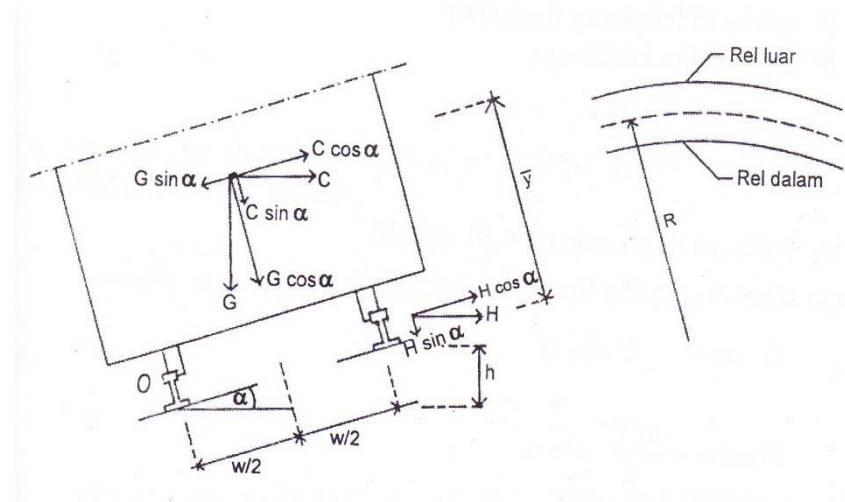 Rel luar
C cos α
G sin α
C
Rel dalam
C sin α
ȳ
R
G cos α
G
H cos α
H
H sin α
O
h
α
w/2
w/2